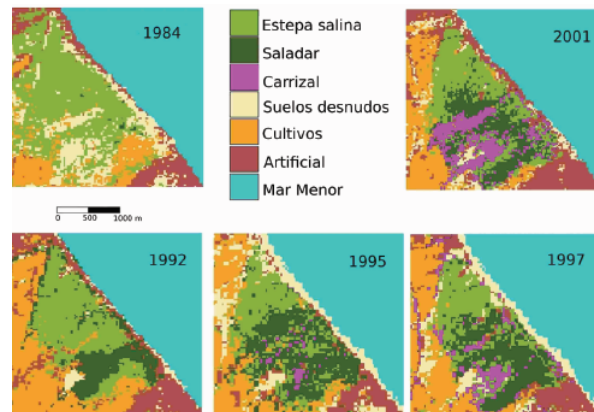 1984
Estepa salina
Saladar
Carrizal
Suelos desnudos
Cultivos
Artificial
Mar Menor
2001
0 500 1000 m
1992
1995
1997